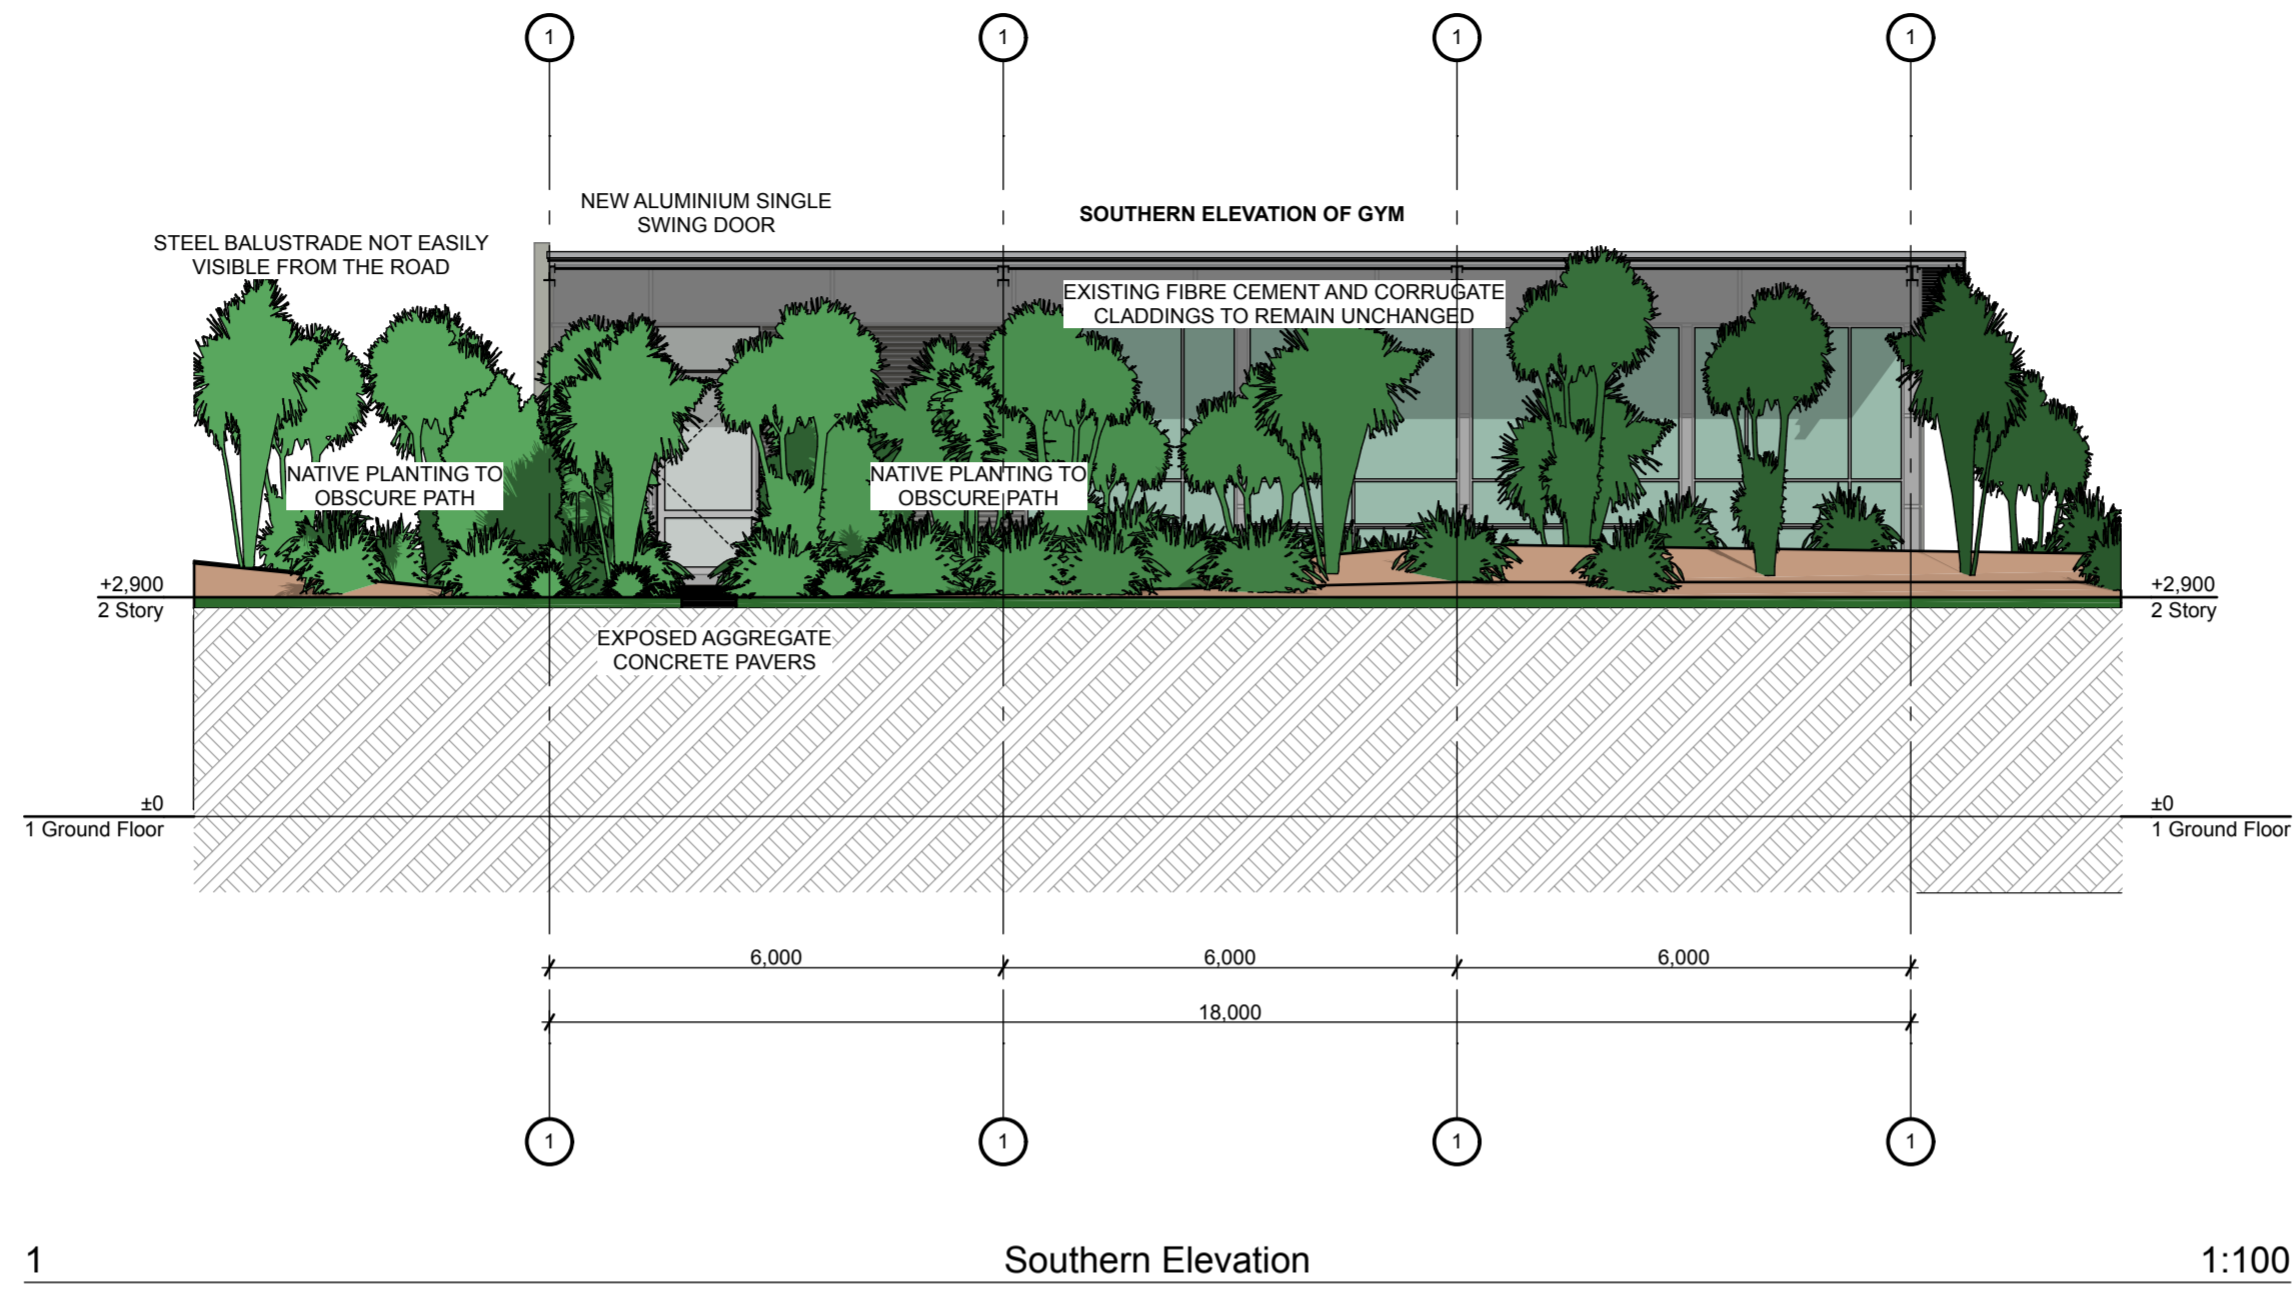 1
1
1
1
NEW ALUMINIUM SINGLE
SWING DOOR
SOUTHERN ELEVATION OF GYM
STEEL BALUSTRADE NOT EASILY
VISIBLE FROM THE ROAD
EXISTING FIBRE CEMENT AND CORRUGATE
CLADDINGS TO REMAIN UNCHANGED
NATIVE PLANTING TO
OBSCURE PATH
NATIVE PLANTING TO
OBSCURE PATH
+2,900
2 Story
+2,900
2 Story
EXPOSED AGGREGATE
CONCRETE PAVERS
±0
1 Ground Floor
±0
1 Ground Floor
6,000
6,000
6,000
18,000
1
1
1
1
1
Southern Elevation
1:100